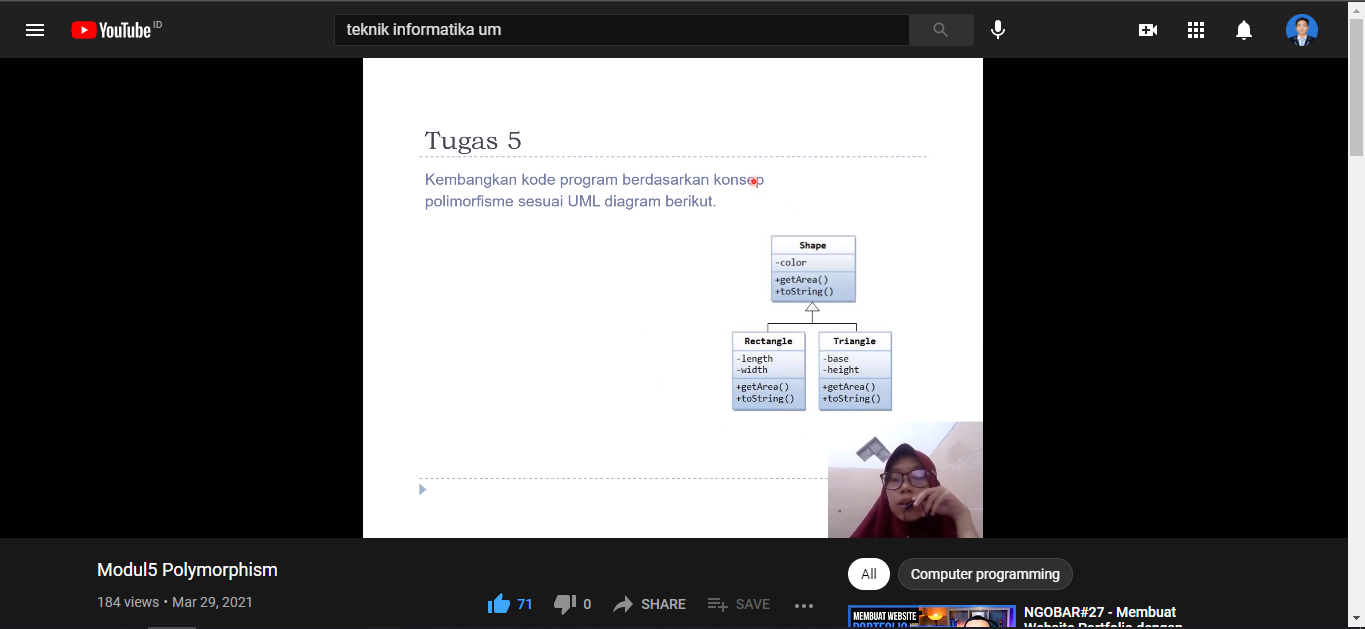 YouTube ID
teknik informatika um
Tugas 5
Kembangkan kode program berdasarkan konsep
polimorfisme sesuai UML diagram berikut.
Shape
-color
+getArea()
+toString()
Rectangle
-length
-width
+getArea()
+toString()
Triangle
-base
-height
+getArea()
+toString()
Modul5 Polymorphism
184 views • Mar 29, 2021
71
0
SHARE
SAVE
All
Computer programming
MEMBUAT WEBSITE
PORTFOLIO
NGOBAR#27 - Membuat
Website Portfolio dengan